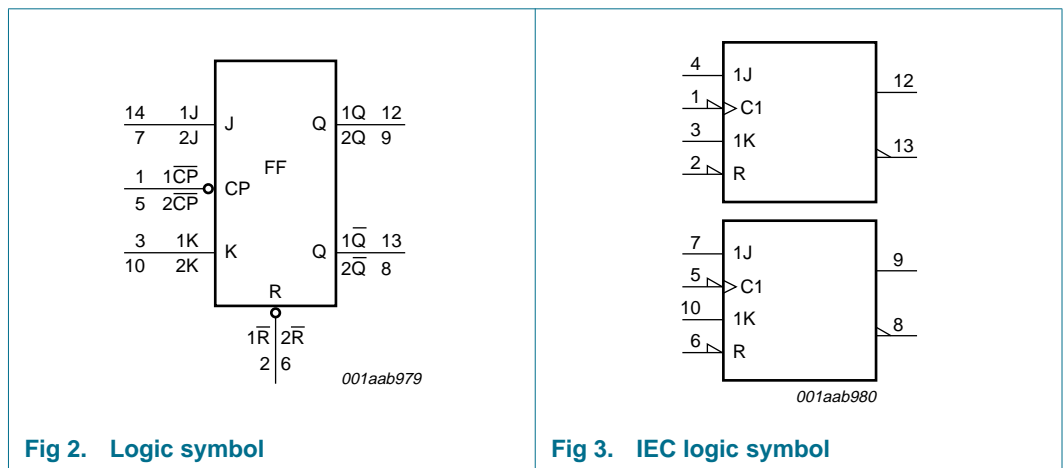 14 1J J Q 1Q 12
7 2J 2Q 9
FF
1 1C̅P̅ CP
5 2C̅P̅
3 1K K Q 1Q̅ 13
10 2K 2Q̅ 8
R
1R̅ 2R̅
2 6
001aab979
Fig 2. Logic symbol
4 1J 12
1 C1
3 1K 13
2 R
7 1J 9
5 C1
10 1K 8
6 R
001aab980
Fig 3. IEC logic symbol